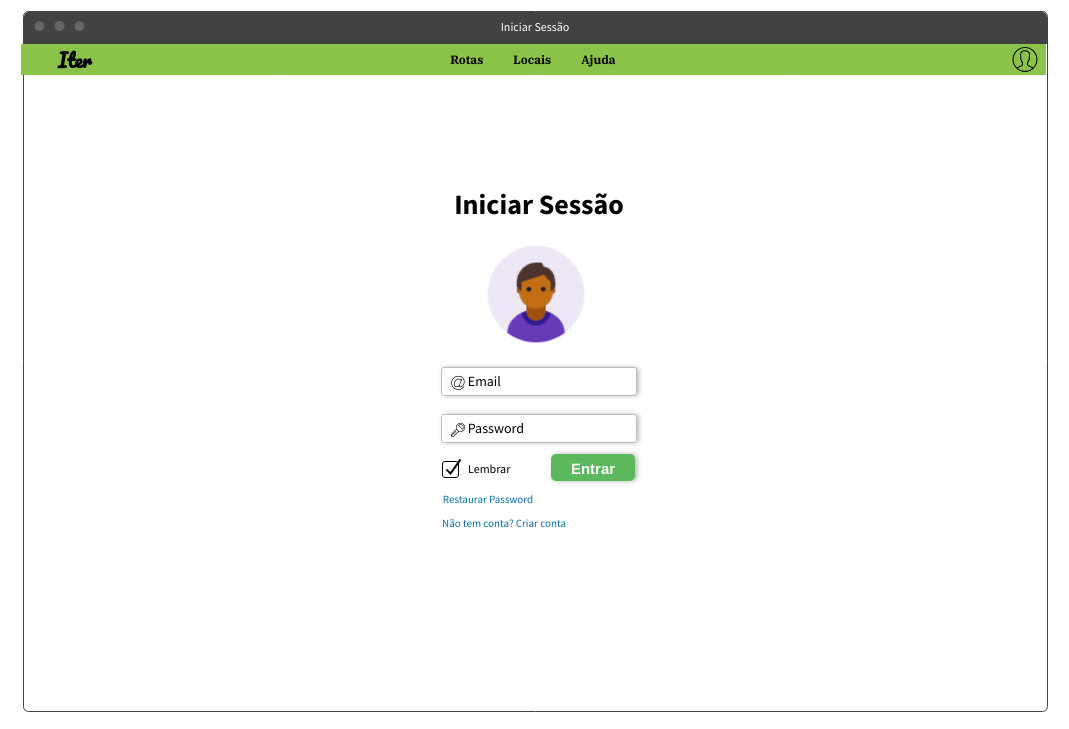 Iniciar Sessão
Iter
Rotas Locais Ajuda
Iniciar Sessão
@ Email
Password
Lembrar
Entrar
Restaurar Password
Não tem conta? Criar conta